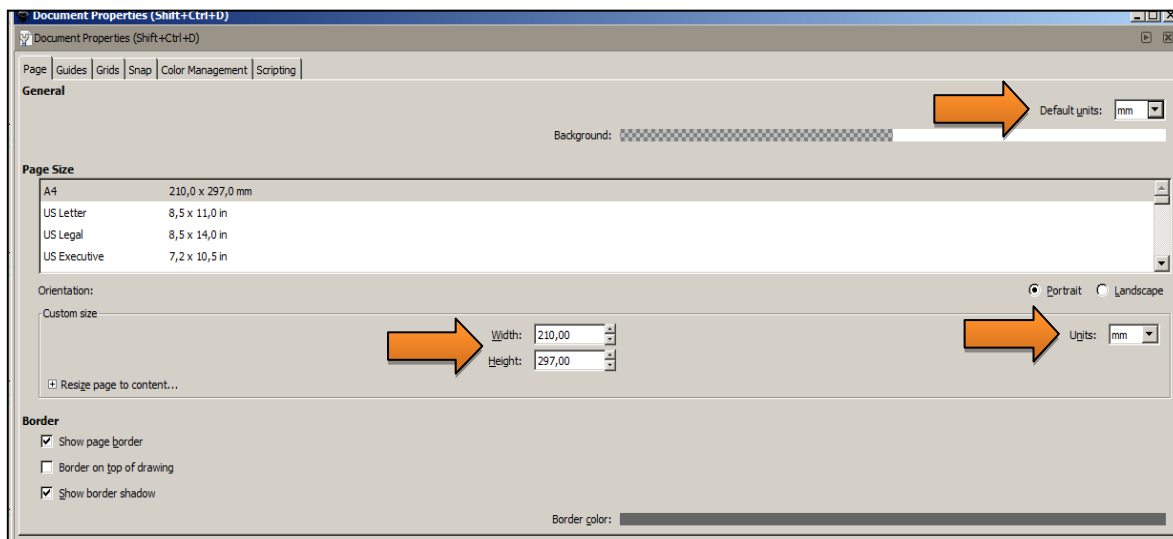 Document Properties (Shift+Ctrl+D)
Document Properties (Shift+Ctrl+D)
Page Guides Grids Snap Color Management Scripting
General
Default units: mm
Background:
Page Size
A4 210,0 x 297,0 mm
US Letter 8,5 x 11,0 in
US Legal 8,5 x 14,0 in
US Executive 7,2 x 10,5 in
Orientation: Portrait Landscape
Custom size
Width: 210,00 Units: mm
Height: 297,00
Resize page to content...
Border
Show page border
Border on top of drawing
Show border shadow
Border color: